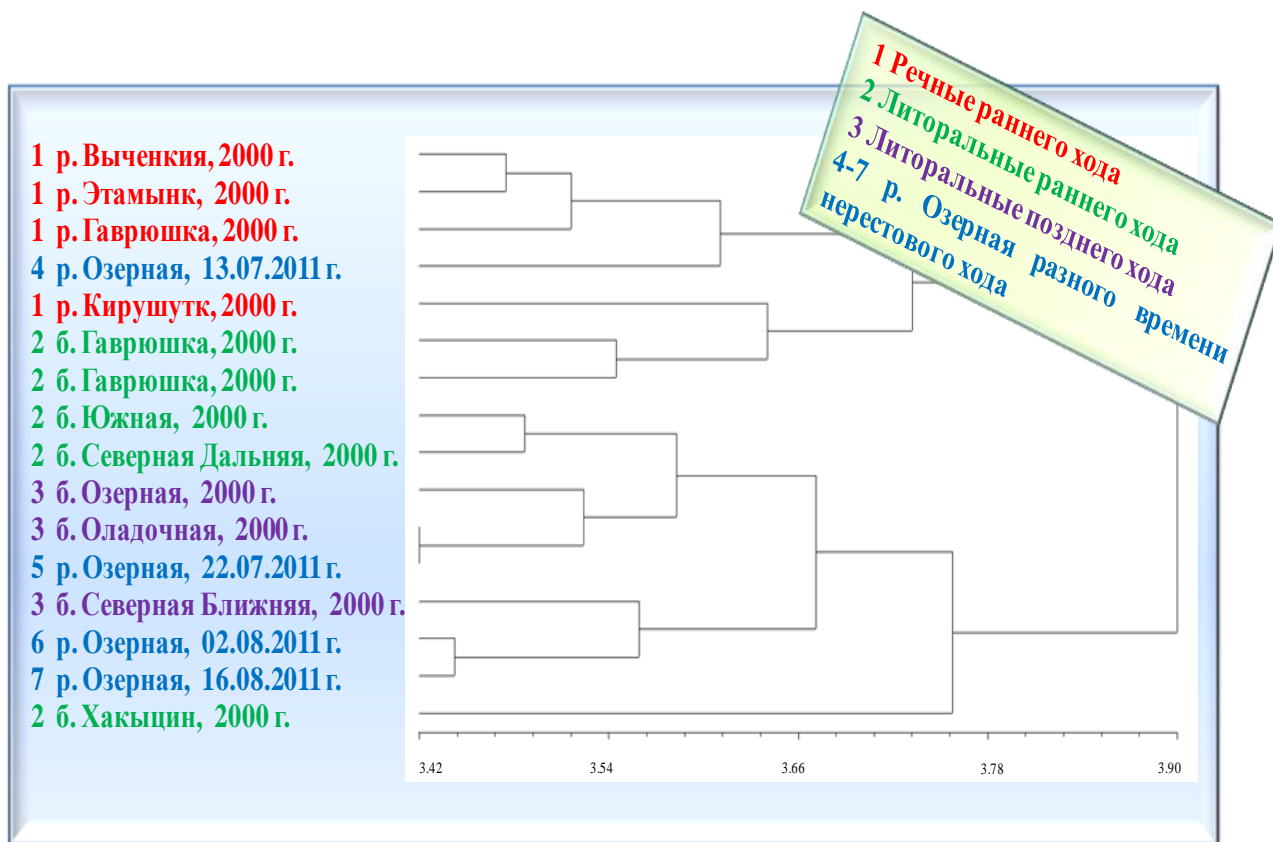 1 Речные раннего хода
2 Литоральные раннего хода
3 Литоральные позднего хода
4-7 р. Озерная разного времени
нерестового хода
1 р. Выченкия, 2000 г.
1 р. Этамынк, 2000 г.
1 р. Гаврюшка, 2000 г.
4 р. Озерная, 13.07.2011 г.
1 р. Кирушутк, 2000 г.
2 б. Гаврюшка, 2000 г.
2 б. Гаврюшка, 2000 г.
2 б. Южная, 2000 г.
2 б. Северная Дальняя, 2000 г.
3 б. Озерная, 2000 г.
3 б. Оладочная, 2000 г.
5 р. Озерная, 22.07.2011 г.
3 б. Северная Ближняя, 2000 г.
6 р. Озерная, 02.08.2011 г.
7 р. Озерная, 16.08.2011 г.
2 б. Хакыцин, 2000 г.
3.42 3.54 3.66 3.78 3.90